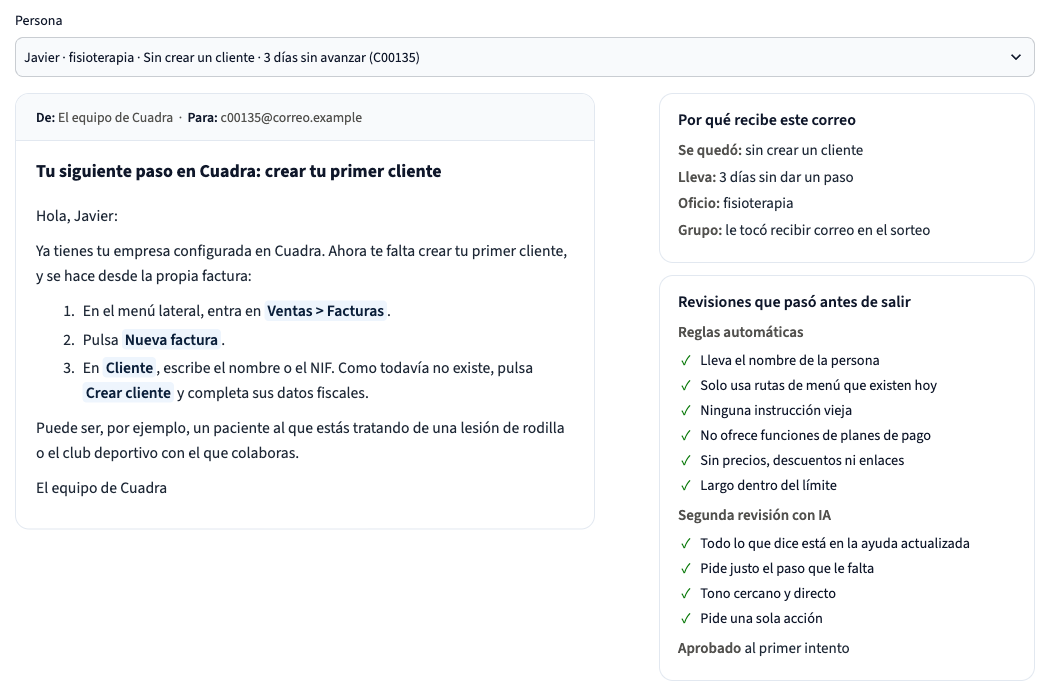 Persona
Javier · fisioterapia · Sin crear un cliente · 3 días sin avanzar (C00135)
De: El equipo de Cuadra · Para: c00135@correo.example
Tu siguiente paso en Cuadra: crear tu primer cliente
Hola, Javier:
Ya tienes tu empresa configurada en Cuadra. Ahora te falta crear tu primer cliente,
y se hace desde la propia factura:
1. En el menú lateral, entra en Ventas > Facturas.
2. Pulsa Nueva factura.
3. En Cliente, escribe el nombre o el NIF. Como todavía no existe, pulsa
Crear cliente y completa sus datos fiscales.
Puede ser, por ejemplo, un paciente al que estás tratando de una lesión de rodilla
o el club deportivo con el que colaboras.
El equipo de Cuadra
Por qué recibe este correo
Se quedó: sin crear un cliente
Lleva: 3 días sin dar un paso
Oficio: fisioterapia
Grupo: le tocó recibir correo en el sorteo
Revisiones que pasó antes de salir
Reglas automáticas
✓ Lleva el nombre de la persona
✓ Solo usa rutas de menú que existen hoy
✓ Ninguna instrucción vieja
✓ No ofrece funciones de planes de pago
✓ Sin precios, descuentos ni enlaces
✓ Largo dentro del límite
Segunda revisión con IA
✓ Todo lo que dice está en la ayuda actualizada
✓ Pide justo el paso que le falta
✓ Tono cercano y directo
✓ Pide una sola acción
Aprobado al primer intento